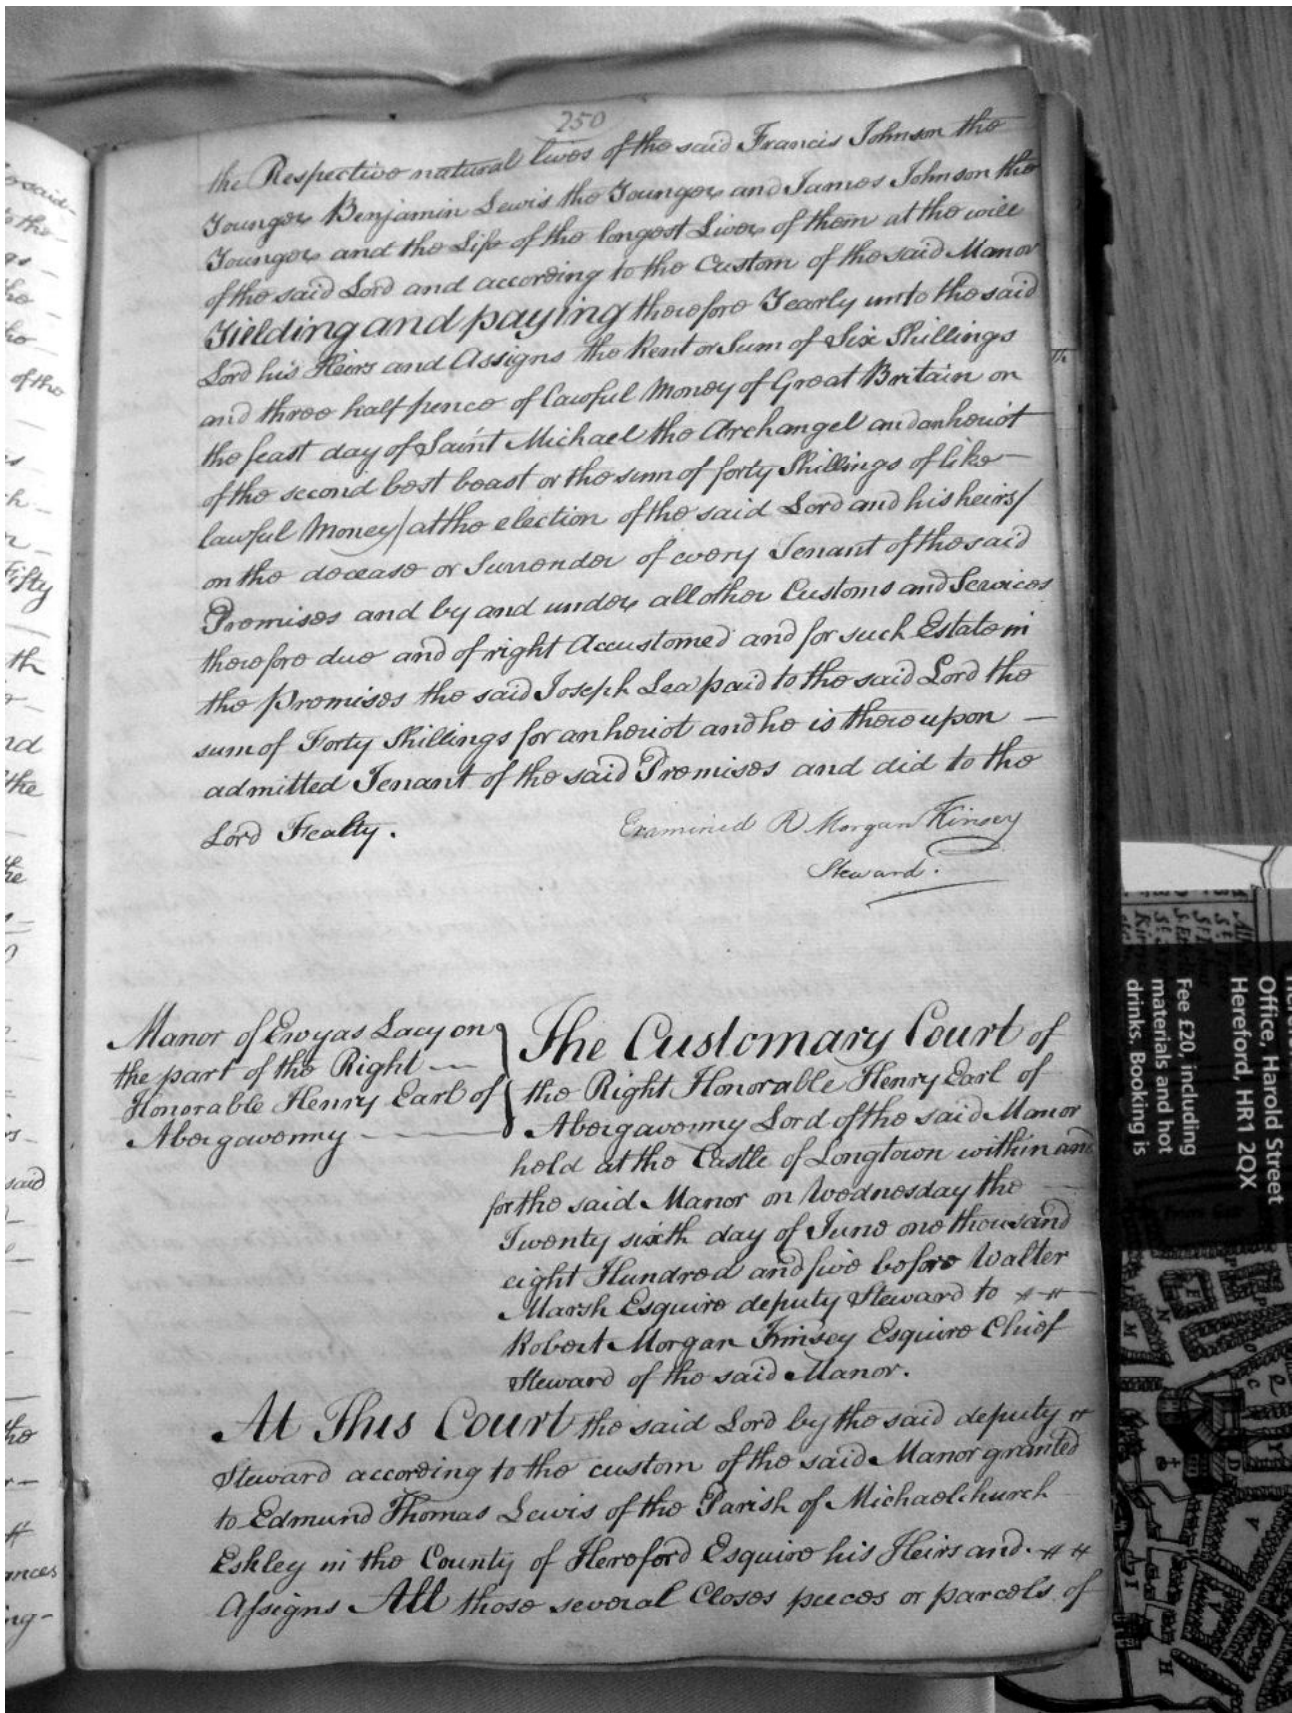 250
the Respective natural lives of the said Francis Johnson the
Younger Benjamin Lewis the Younger and James Johnson the
Younger and the Life of the longest Liver of them at the will
of the said Lord and according to the Custom of the said Manor
Yielding and paying therefore Yearly unto the said
Lord his Heirs and Assigns the Rent or Sum of Six Shillings
and three half pence of lawful Money of Great Britain on
the feast day of Saint Michael the Archangel and an heriot
of the second best beast or the sum of forty Shillings of like
lawful Money / at the election of the said Lord and his heirs /
on the decease or Surrender of every Tenant of the said
Premises and by and under all other Customs and Services
therefore due and of right Accustomed and for such Estate in
the premises the said Joseph Lea paid to the said Lord the
sum of Forty Shillings for an heriot and he is thereupon
admitted Tenant of the said Premises and did to the
Lord Fealty.
Examined R Morgan Kinsey
Steward.
Manor of Ewyas Lacy on
the part of the Right
Honorable Henry Earl of
Abergavenny
The Customary Court of
the Right Honorable Henry Earl of
Abergavenny Lord of the said Manor
held at the Castle of Longtown within and
for the said Manor on Wednesday the
Twenty sixth day of June one thousand
eight Hundred and five before Walter
Marsh Esquire deputy Steward to
Robert Morgan Kinsey Esquire Chief
Steward of the said Manor.
At This Court the said Lord by the said deputy
Steward according to the custom of the said Manor granted
to Edmund Thomas Lewis of the Parish of Michaelchurch
Eskley in the County of Hereford Esquire his Heirs and
Assigns All those several Closes pieces or parcels of
said
to the
of the
Fifty
th
nd
the
said
the
ances
ing-
Office, Harold Street
Hereford, HR1 2QX
Fee £20, including
materials and hot
drinks. Booking is